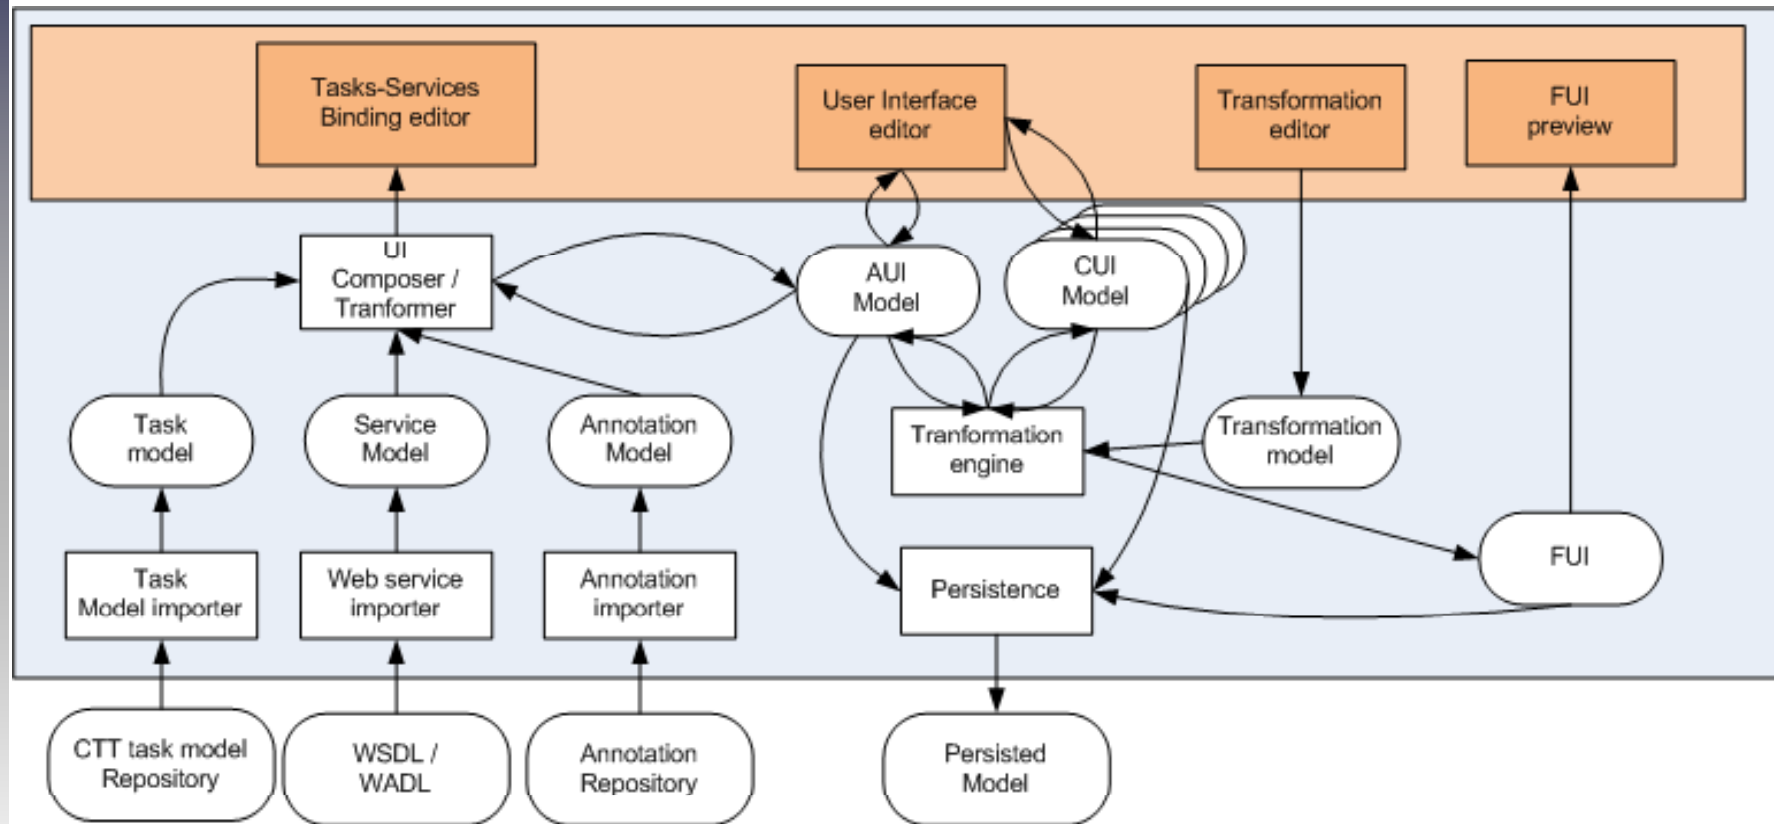 Tasks-Services
Binding editor
User Interface
editor
Transformation
editor
FUI
preview
UI
Composer /
Tranformer
AUI
Model
CUI
Model
Task
model
Service
Model
Annotation
Model
Tranformation
engine
Transformation
model
Task
Model importer
Web service
importer
Annotation
importer
Persistence
FUI
CTT task model
Repository
WSDL /
WADL
Annotation
Repository
Persisted
Model